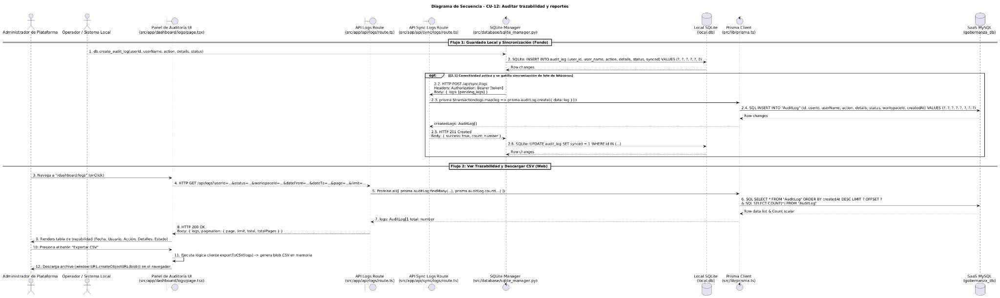 Diagrama de Secuencia - CU-12: Auditar trazabilidad y reportes
Administrador de Plataforma
Operador / Sistema Local
Panel de Auditoría UI
(src/app/dashboard/logs/page.tsx)
API Logs Route
(src/app/api/logs/route.ts)
API Sync Logs Route
(src/app/api/sync/logs/route.ts)
SQLite Manager
(src/database/sqlite_manager.py)
Local SQLite
(local.db)
Prisma Client
(src/lib/prisma.ts)
SaaS MySQL
(gobernanza_db)
Flujo 1: Guardado Local y Sincronización (Fondo)
1. db.create_audit_log(userId, userName, action, details, status)
2. SQLite: INSERT INTO audit_log (user_id, user_name, action, details, status, synced) VALUES (?, ?, ?, ?, ?, 0)
Row changes
opt
[[2.1] Conectividad activa y se gatilla sincronización de lote de bitácoras]
2.2. HTTP POST /api/sync/logs
Headers: Authorization: Bearer [token]
Body: { logs: [pending_logs] }
2.3. prisma.$transaction(logs.map(log => prisma.auditLog.create({ data: log })))
2.4. SQL INSERT INTO "AuditLog" (id, userId, userName, action, details, status, workspaceId, createdAt) VALUES (?, ?, ?, ?, ?, ?, ?, ?)
Row changes
createdLogs: AuditLog[]
2.5. HTTP 201 Created
Body: { success: true, count: number }
2.6. SQLite: UPDATE audit_log SET synced = 1 WHERE id IN (...)
Row changes
Flujo 2: Ver Trazabilidad y Descargar CSV (Web)
3. Navega a "/dashboard/logs" (onClick)
4. HTTP GET /api/logs?userId=...&status=...&workspaceId=...&dateFrom=...&dateTo=...&page=...&limit=...
5. Promise.all([ prisma.auditLog.findMany(...), prisma.auditLog.count(...) ])
6. SQL SELECT * FROM "AuditLog" ORDER BY createdAt DESC LIMIT ? OFFSET ?
& SQL SELECT COUNT(*) FROM "AuditLog"
Row data list & Count scalar
7. logs: AuditLog[], total: number
8. HTTP 200 OK
Body: { logs, pagination: { page, limit, total, totalPages } }
9. Renders tabla de trazabilidad (Fecha, Usuario, Acción, Detalles, Estado)
10. Presiona el botón "Exportar CSV"
11. Ejecuta lógica cliente exportToCSV(logs) -> genera blob CSV en memoria
12. Descarga archivo (window.URL.createObjectURL(blob)) en el navegador
Administrador de Plataforma
Operador / Sistema Local
Panel de Auditoría UI
(src/app/dashboard/logs/page.tsx)
API Logs Route
(src/app/api/logs/route.ts)
API Sync Logs Route
(src/app/api/sync/logs/route.ts)
SQLite Manager
(src/database/sqlite_manager.py)
Local SQLite
(local.db)
Prisma Client
(src/lib/prisma.ts)
SaaS MySQL
(gobernanza_db)